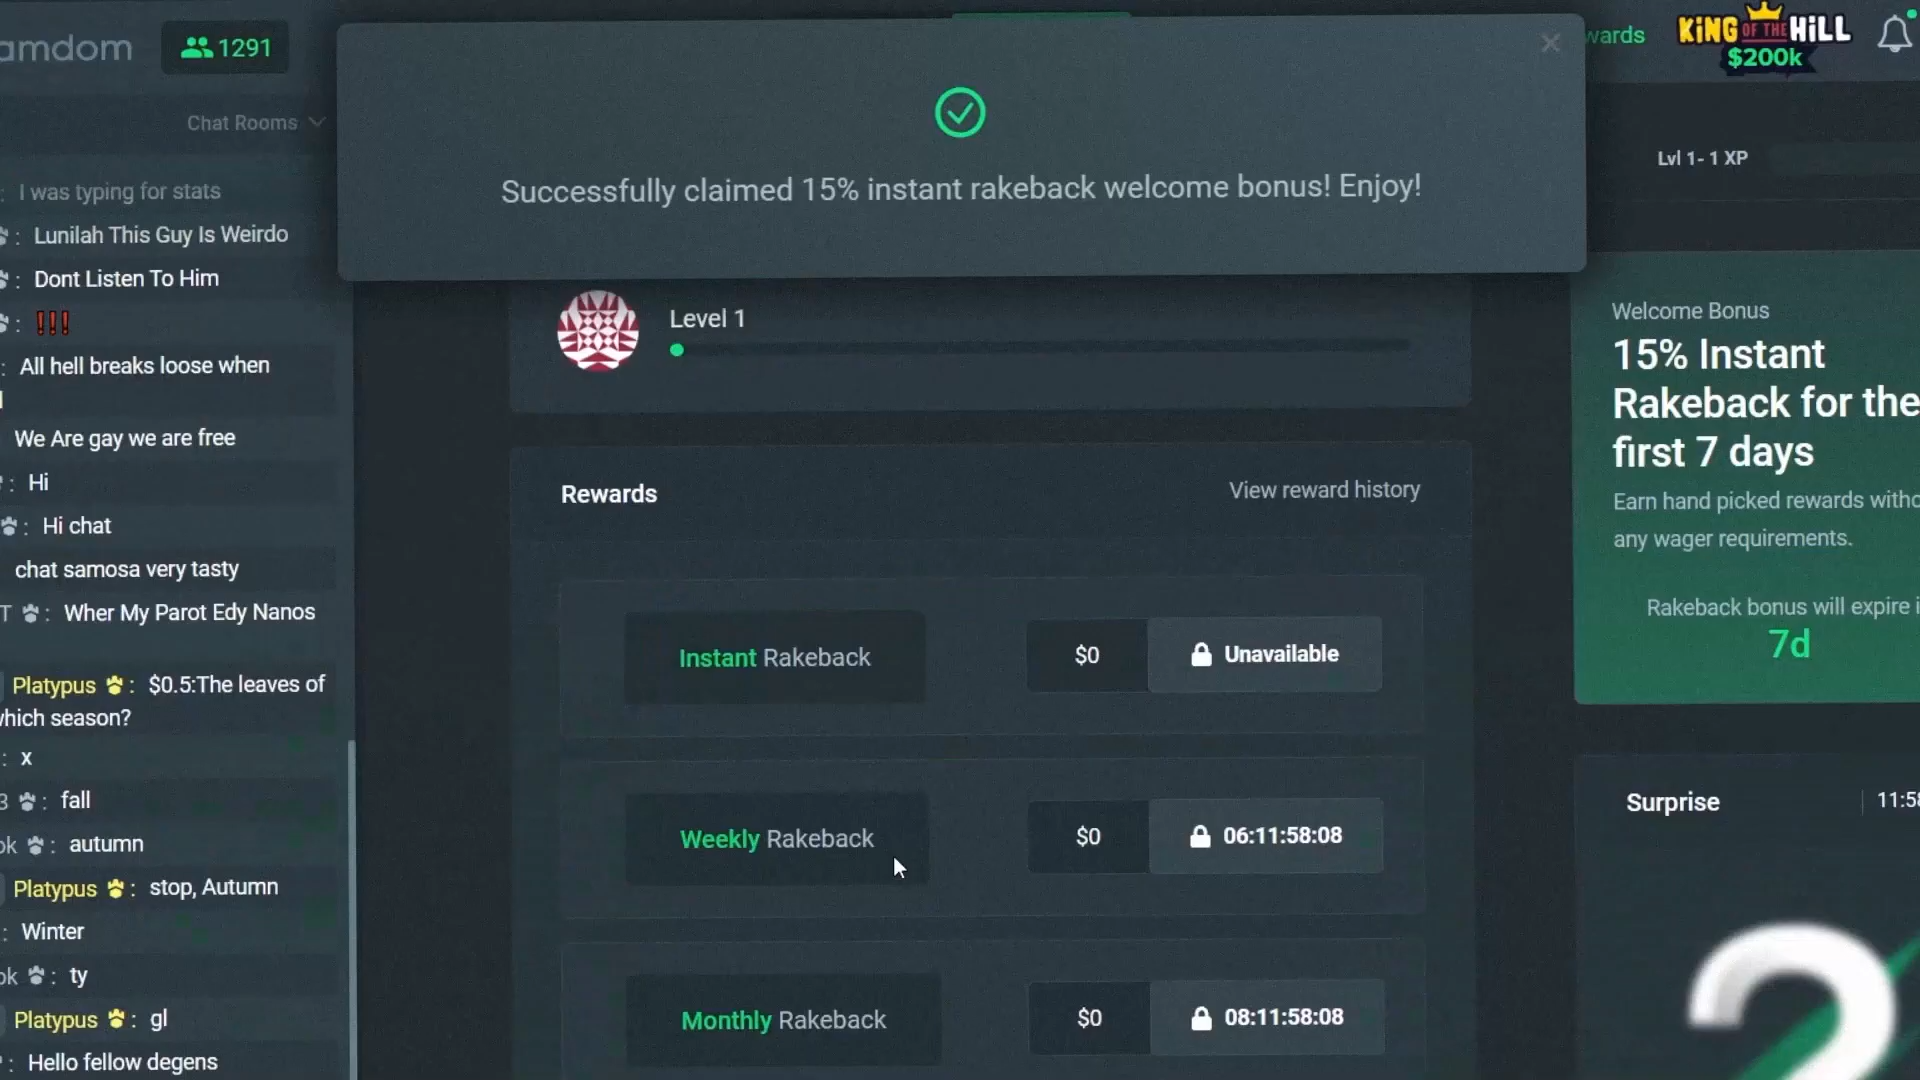 amdom
1291
wards
KING OF THE HILL
$200k
Chat Rooms
Successfully claimed 15% instant rakeback welcome bonus! Enjoy!
Lvl 1- 1 XP
: I was typing for stats
: Lunilah This Guy Is Weirdo
: Dont Listen To Him
: !!!
: All hell breaks loose when
We Are gay we are free
: Hi
: Hi chat
chat samosa very tasty
T : Wher My Parot Edy Nanos
Platypus : $0.5:The leaves of
which season?
: x
3 : fall
ok : autumn
Platypus : stop, Autumn
: Winter
ok : ty
Platypus : gl
: Hello fellow degens
Level 1
Rewards
View reward history
Instant Rakeback
$0
Unavailable
Weekly Rakeback
$0
06:11:58:08
Monthly Rakeback
$0
08:11:58:08
Welcome Bonus
15% Instant
Rakeback for the
first 7 days
Earn hand picked rewards witho
any wager requirements.
Rakeback bonus will expire i
7d
Surprise
11:58
?